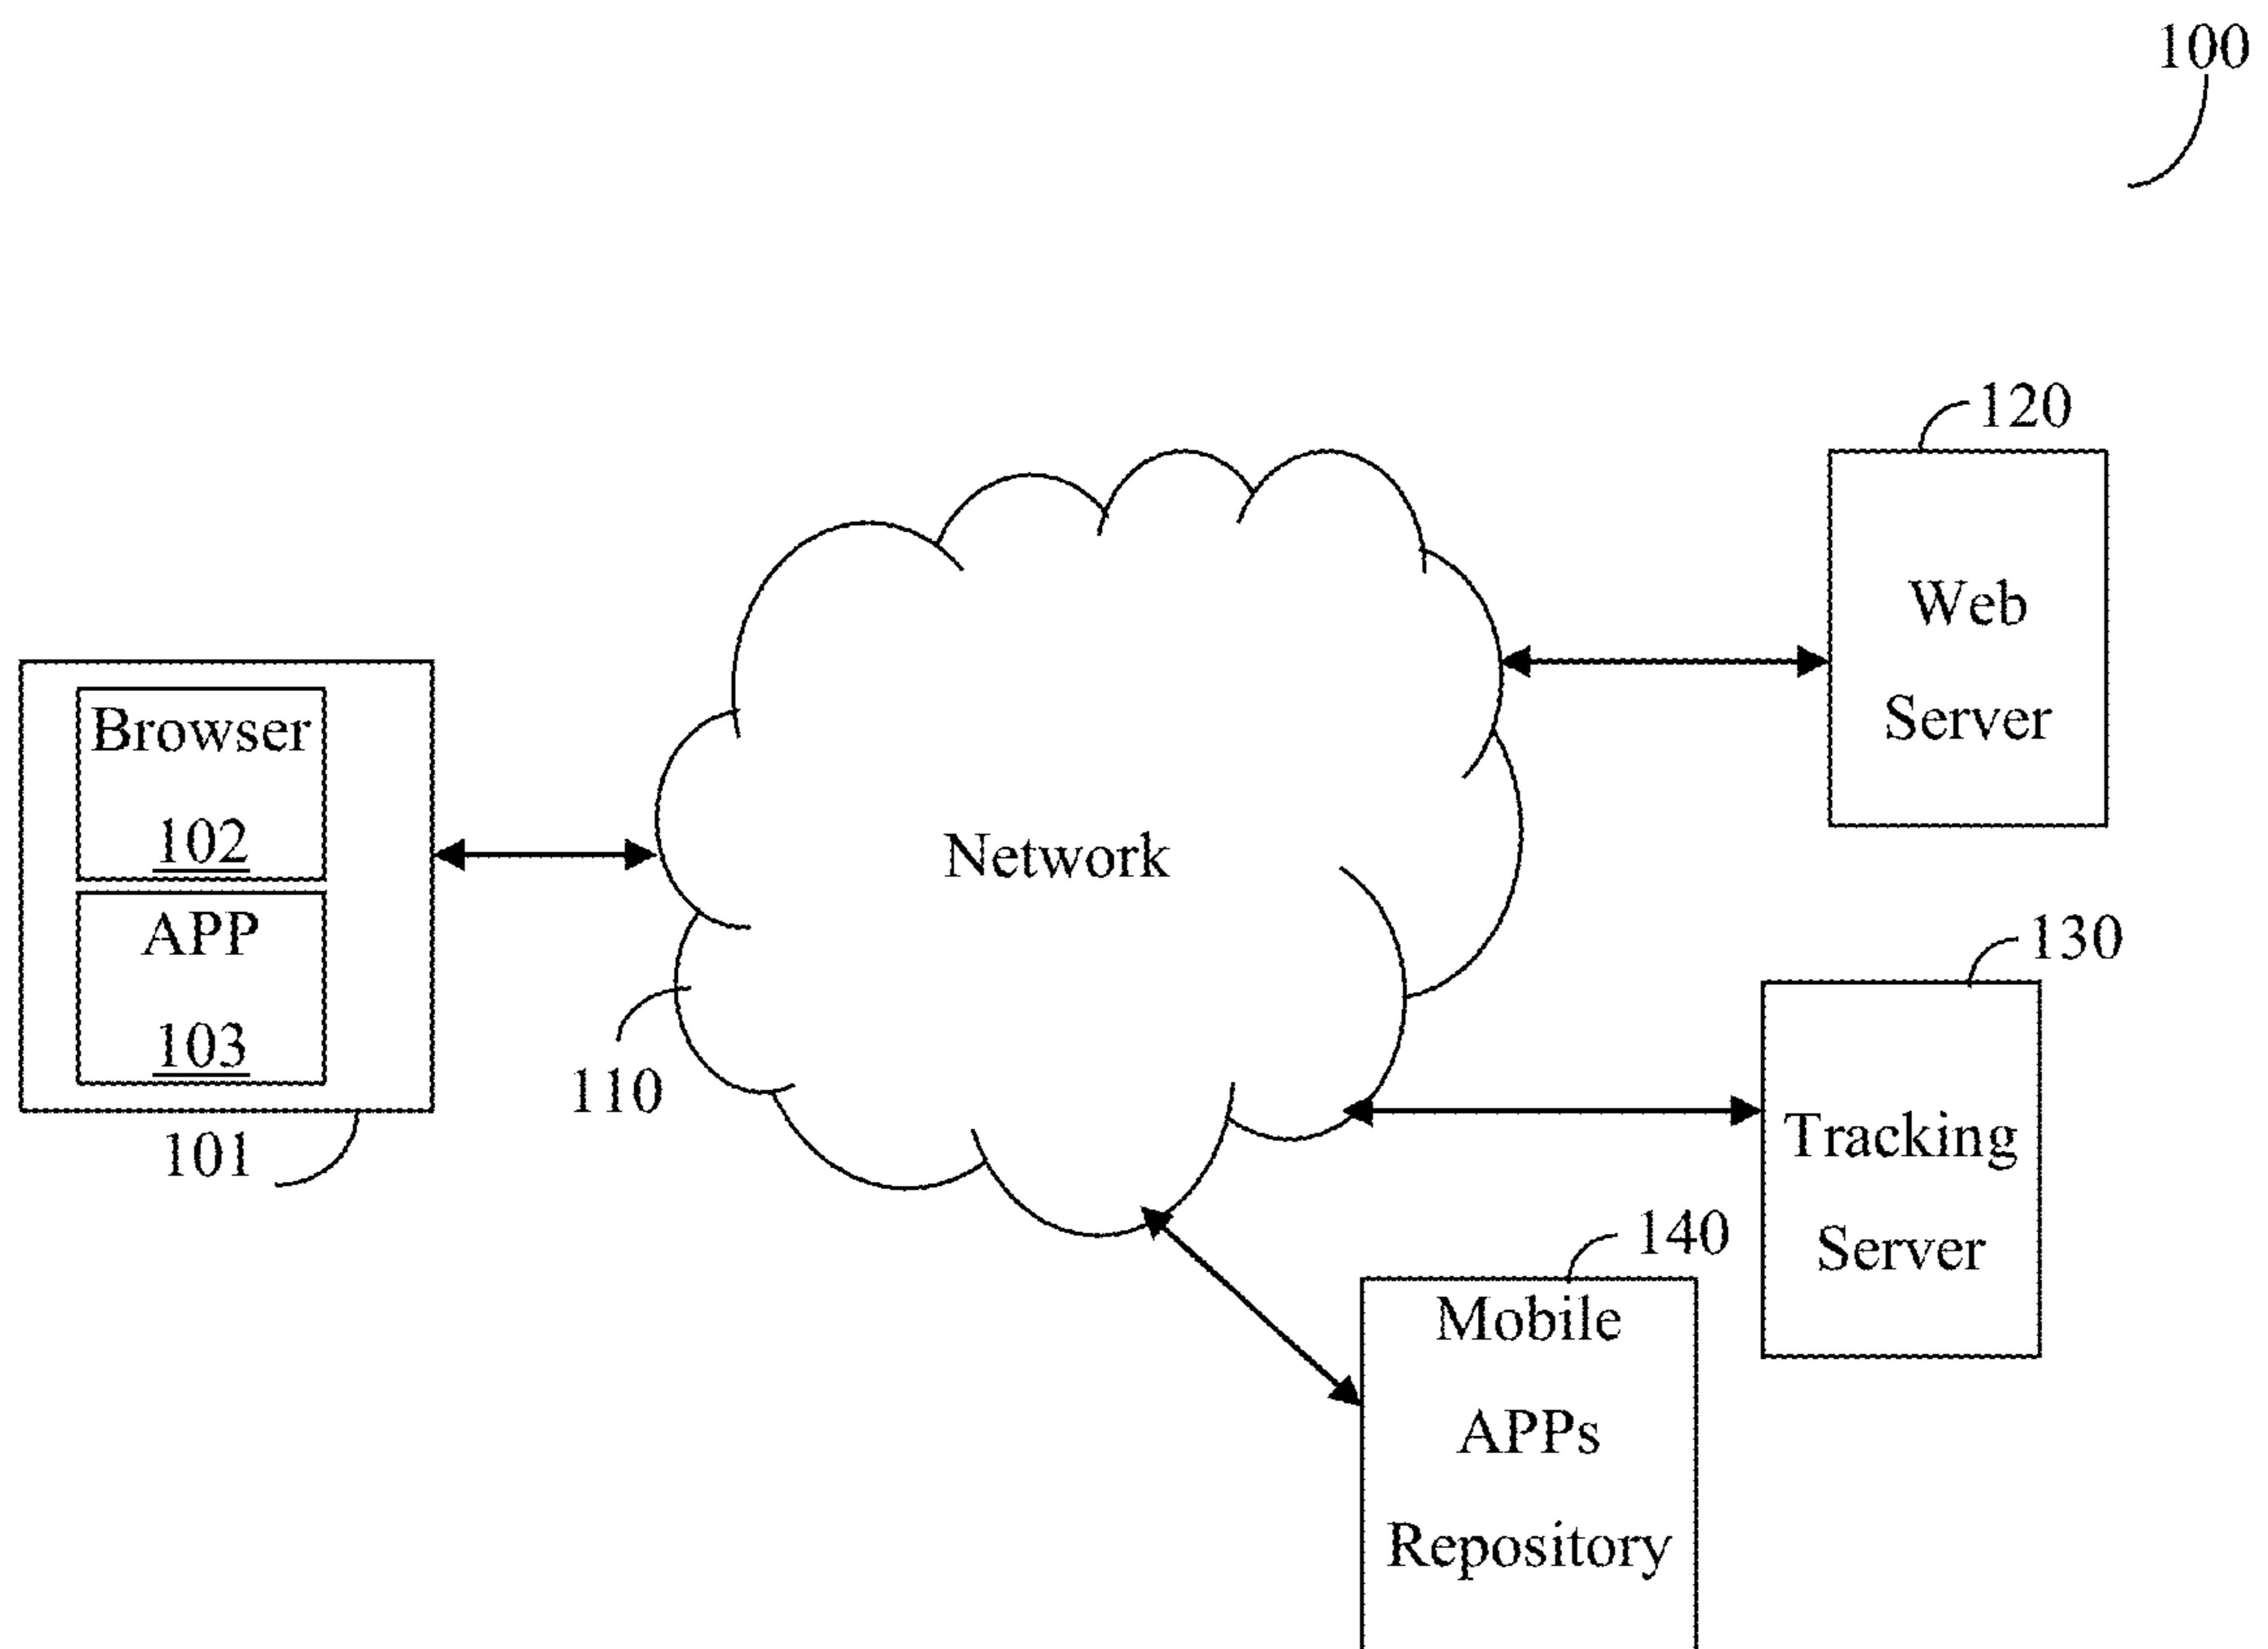 100
120
Web
Server
Browser
102
APP
103
101
Network
110
130
Tracking
Server
140
Mobile
APPs
Repository